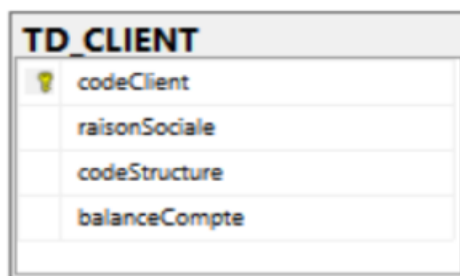 TD_CLIENT
codeClient
raisonSociale
codeStructure
balanceCompte